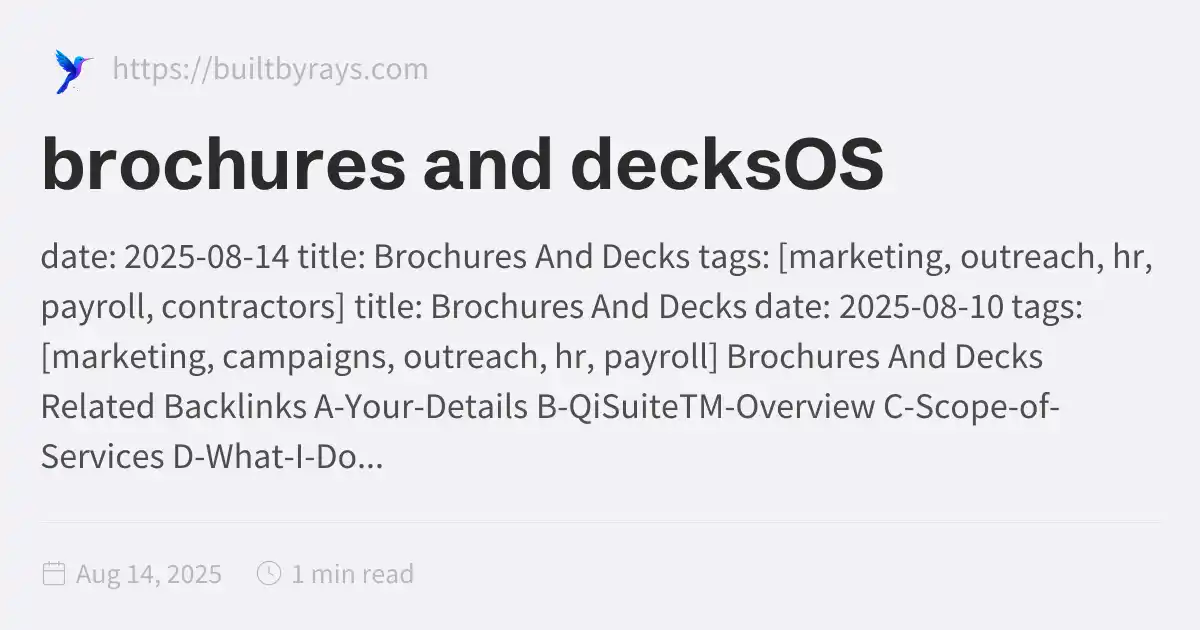 https://builtbyrays.com
brochures and decksOS
date: 2025-08-14 title: Brochures And Decks tags: [marketing, outreach, hr,
payroll, contractors] title: Brochures And Decks date: 2025-08-10 tags:
[marketing, campaigns, outreach, hr, payroll] Brochures And Decks
Related Backlinks A-Your-Details B-QiSuiteTM-Overview C-Scope-of-
Services D-What-I-Do...
Aug 14, 2025 1 min read